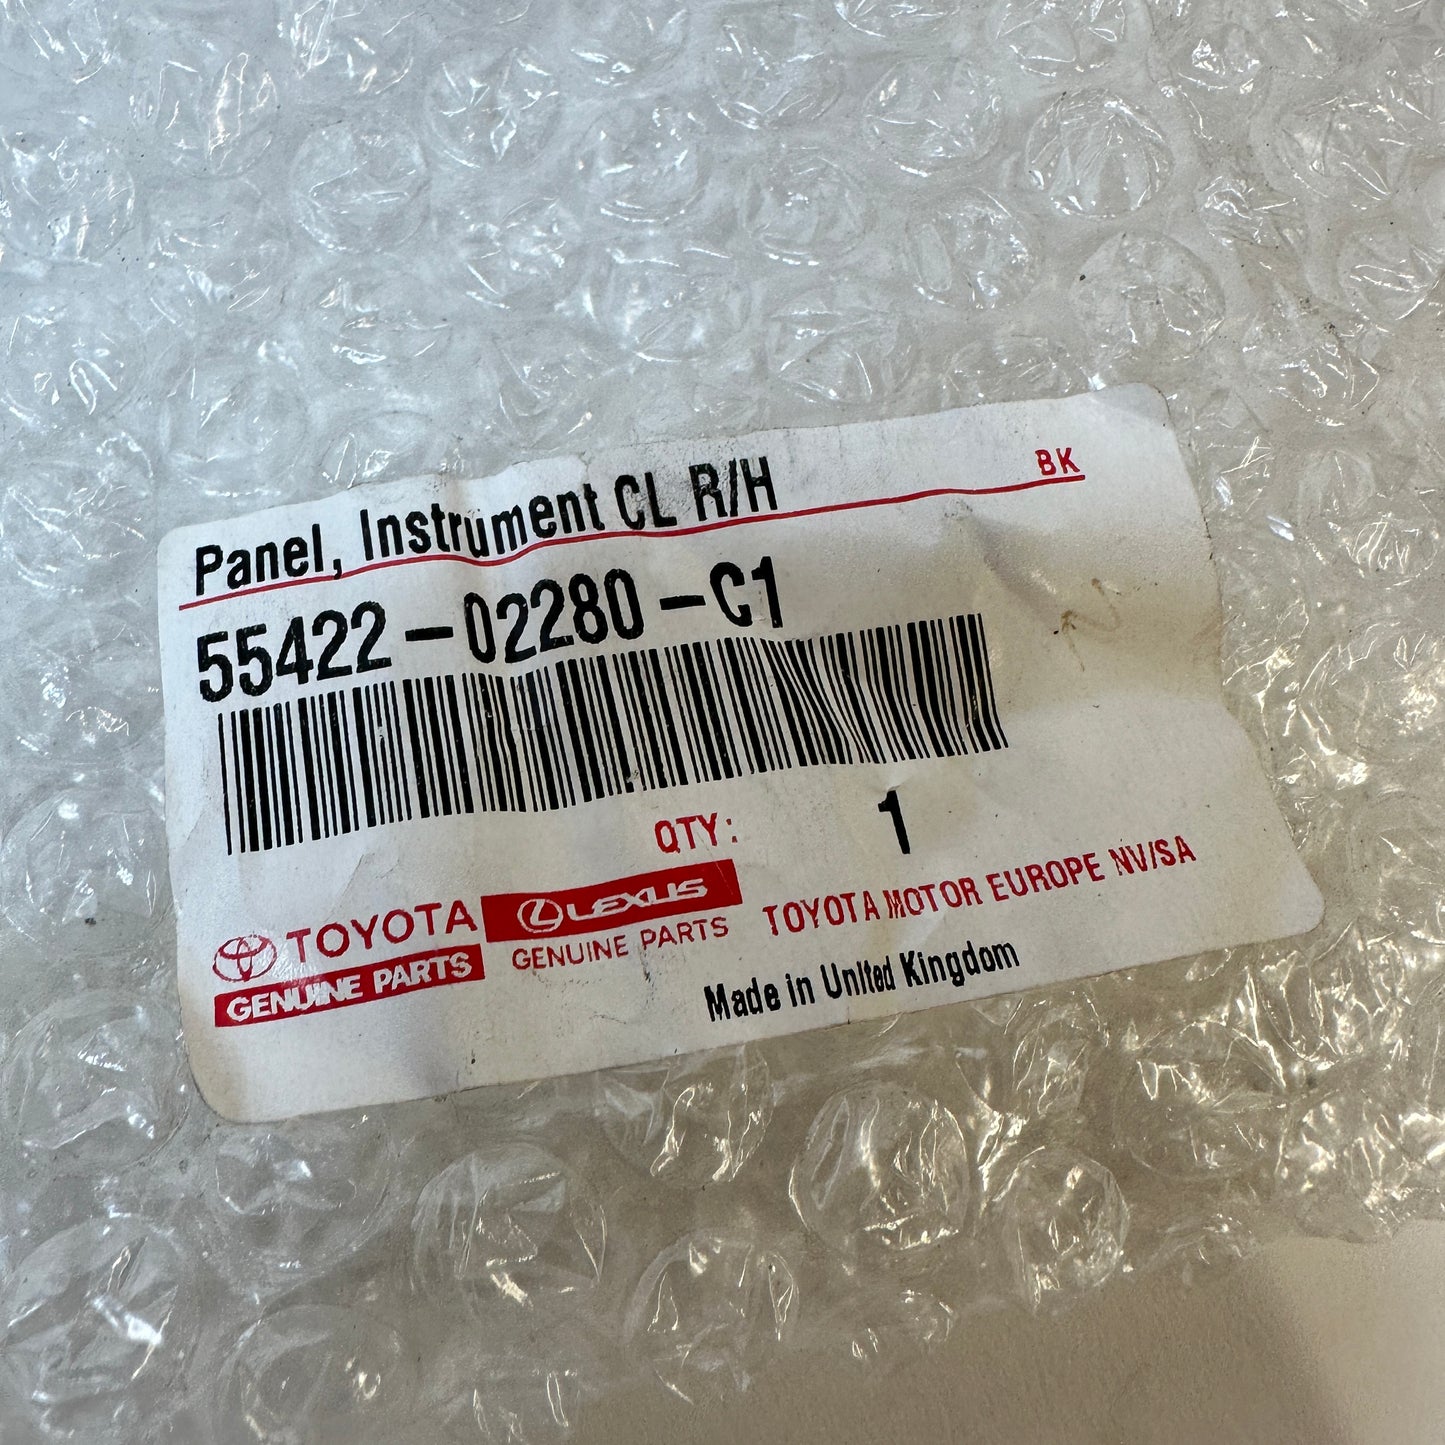 Panel, Instrument CL R/H
BK
55422-02280-C1
QTY: 1
TOYOTA
GENUINE PARTS
LEXUS
GENUINE PARTS
TOYOTA MOTOR EUROPE NV/SA
Made in United Kingdom